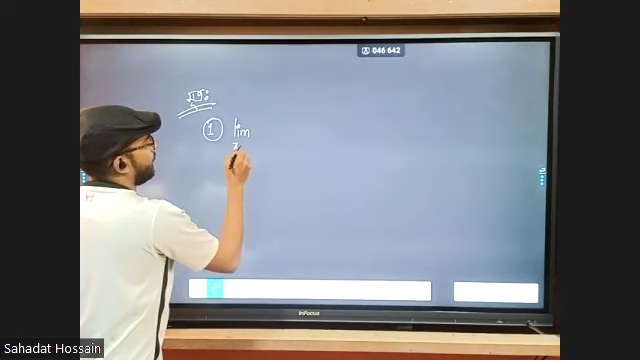 046 642
সূত্র:
① lim
x
InFocus
Sahadat Hossain